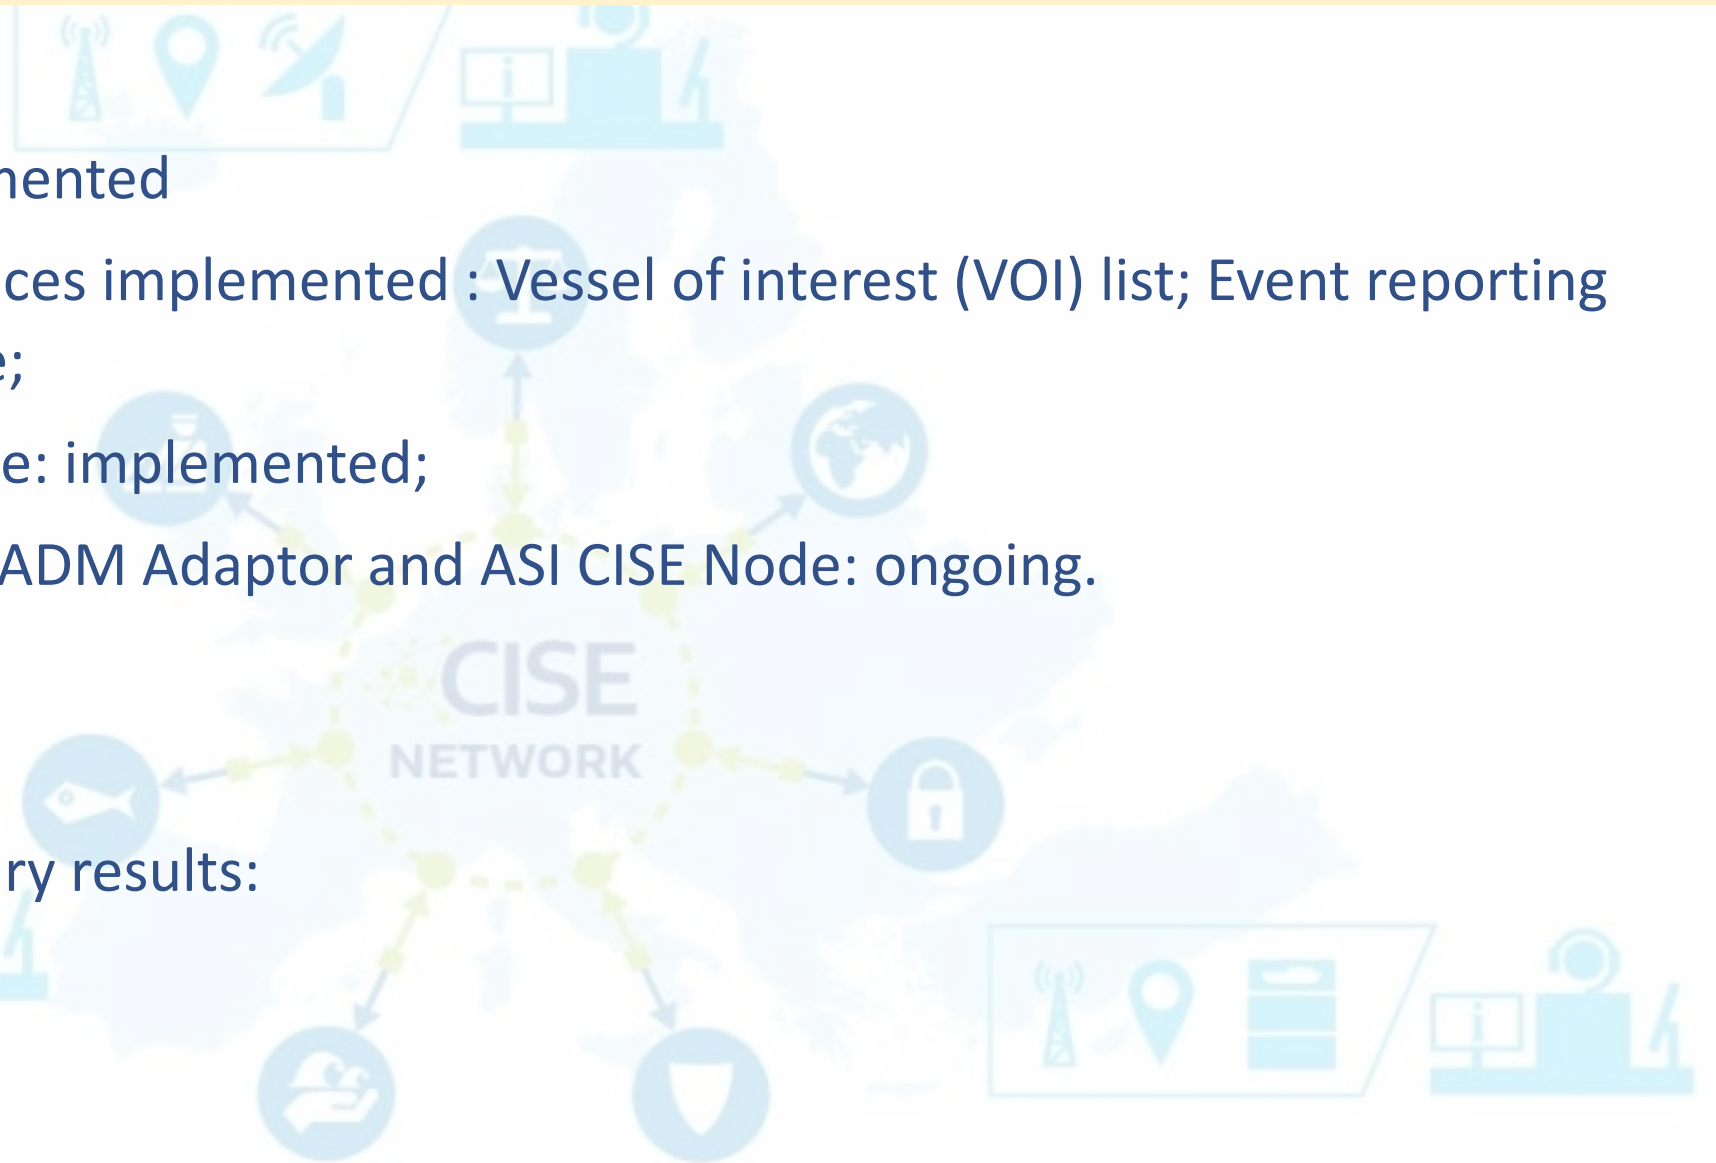 mented
ces implemented : Vessel of interest (VOI) list; Event reporting
e;
e: implemented;
ADM Adaptor and ASI CISE Node: ongoing.
CISE
NETWORK
ry results: